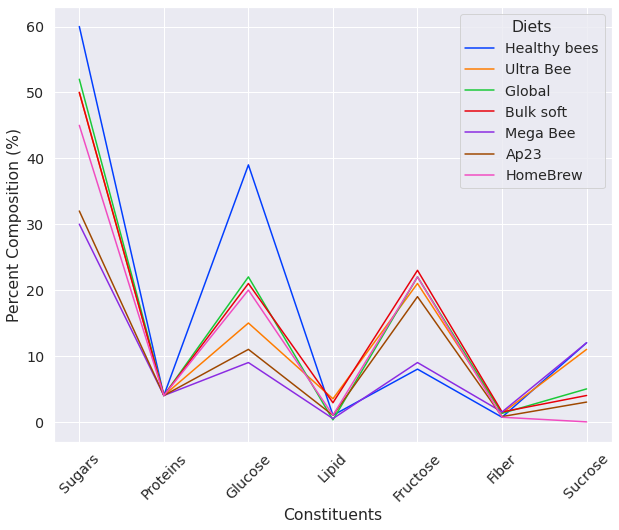 Diets
Healthy bees
Ultra Bee
Global
Bulk soft
Mega Bee
Ap23
HomeBrew
Percent Composition (%)
60
50
40
30
20
10
0
Sugars
Proteins
Glucose
Lipid
Fructose
Fiber
Sucrose
Constituents